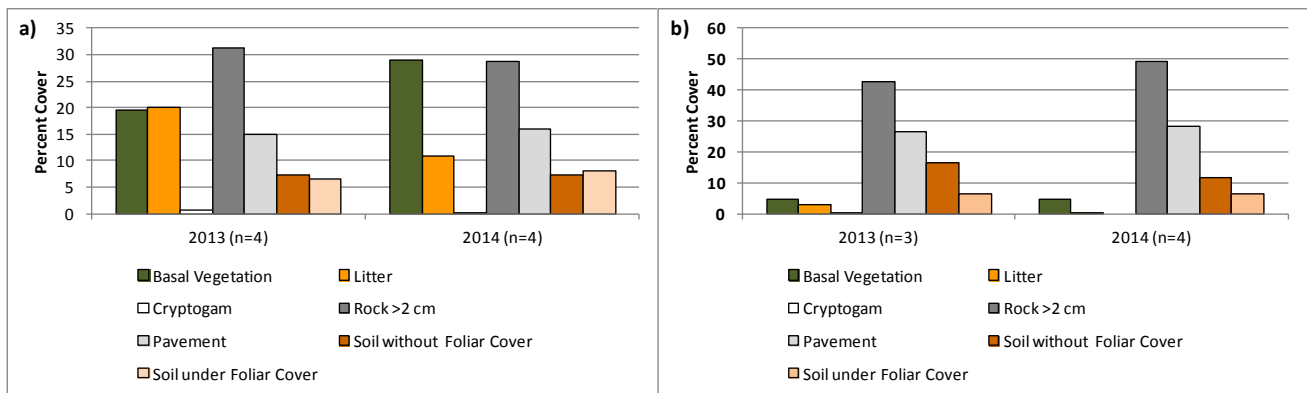 a)
Percent Cover
35
30
25
20
15
10
5
0
2013 (n=4) 2014 (n=4)
Basal Vegetation Litter
Cryptogam Rock >2 cm
Pavement Soil without Foliar Cover
Soil under Foliar Cover
b)
Percent Cover
60
50
40
30
20
10
0
2013 (n=3) 2014 (n=4)
Basal Vegetation Litter
Cryptogam Rock >2 cm
Pavement Soil without Foliar Cover
Soil under Foliar Cover